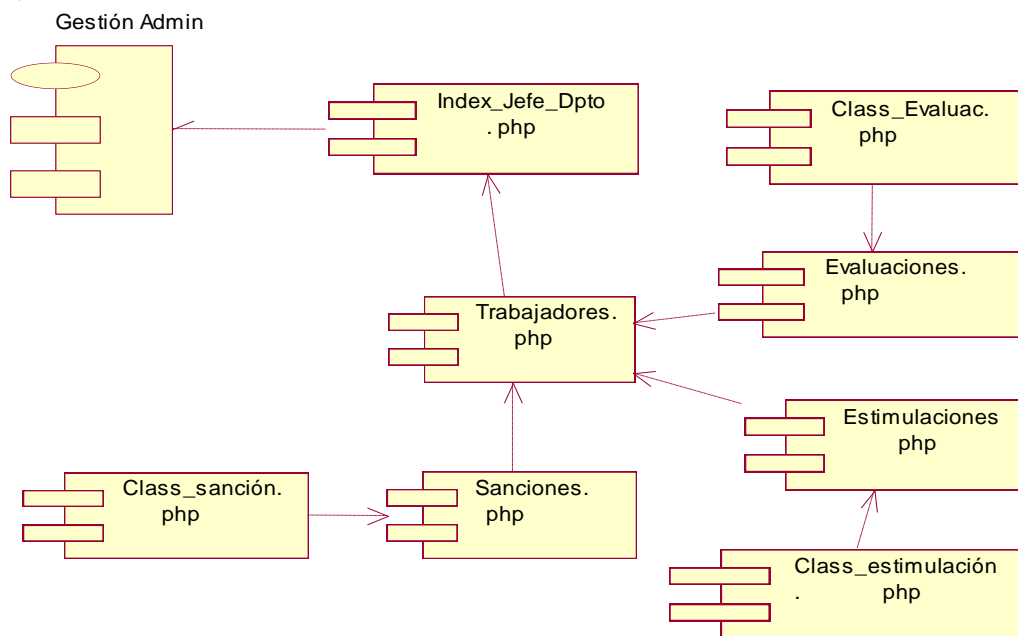 Gestión Admin
Index_Jefe_Dpto
. php
Class_Evaluac.
php
Evaluaciones.
php
Trabajadores.
php
Estimulaciones
php
Class_sanción.
php
Sanciones.
php
Class_estimulación
. php